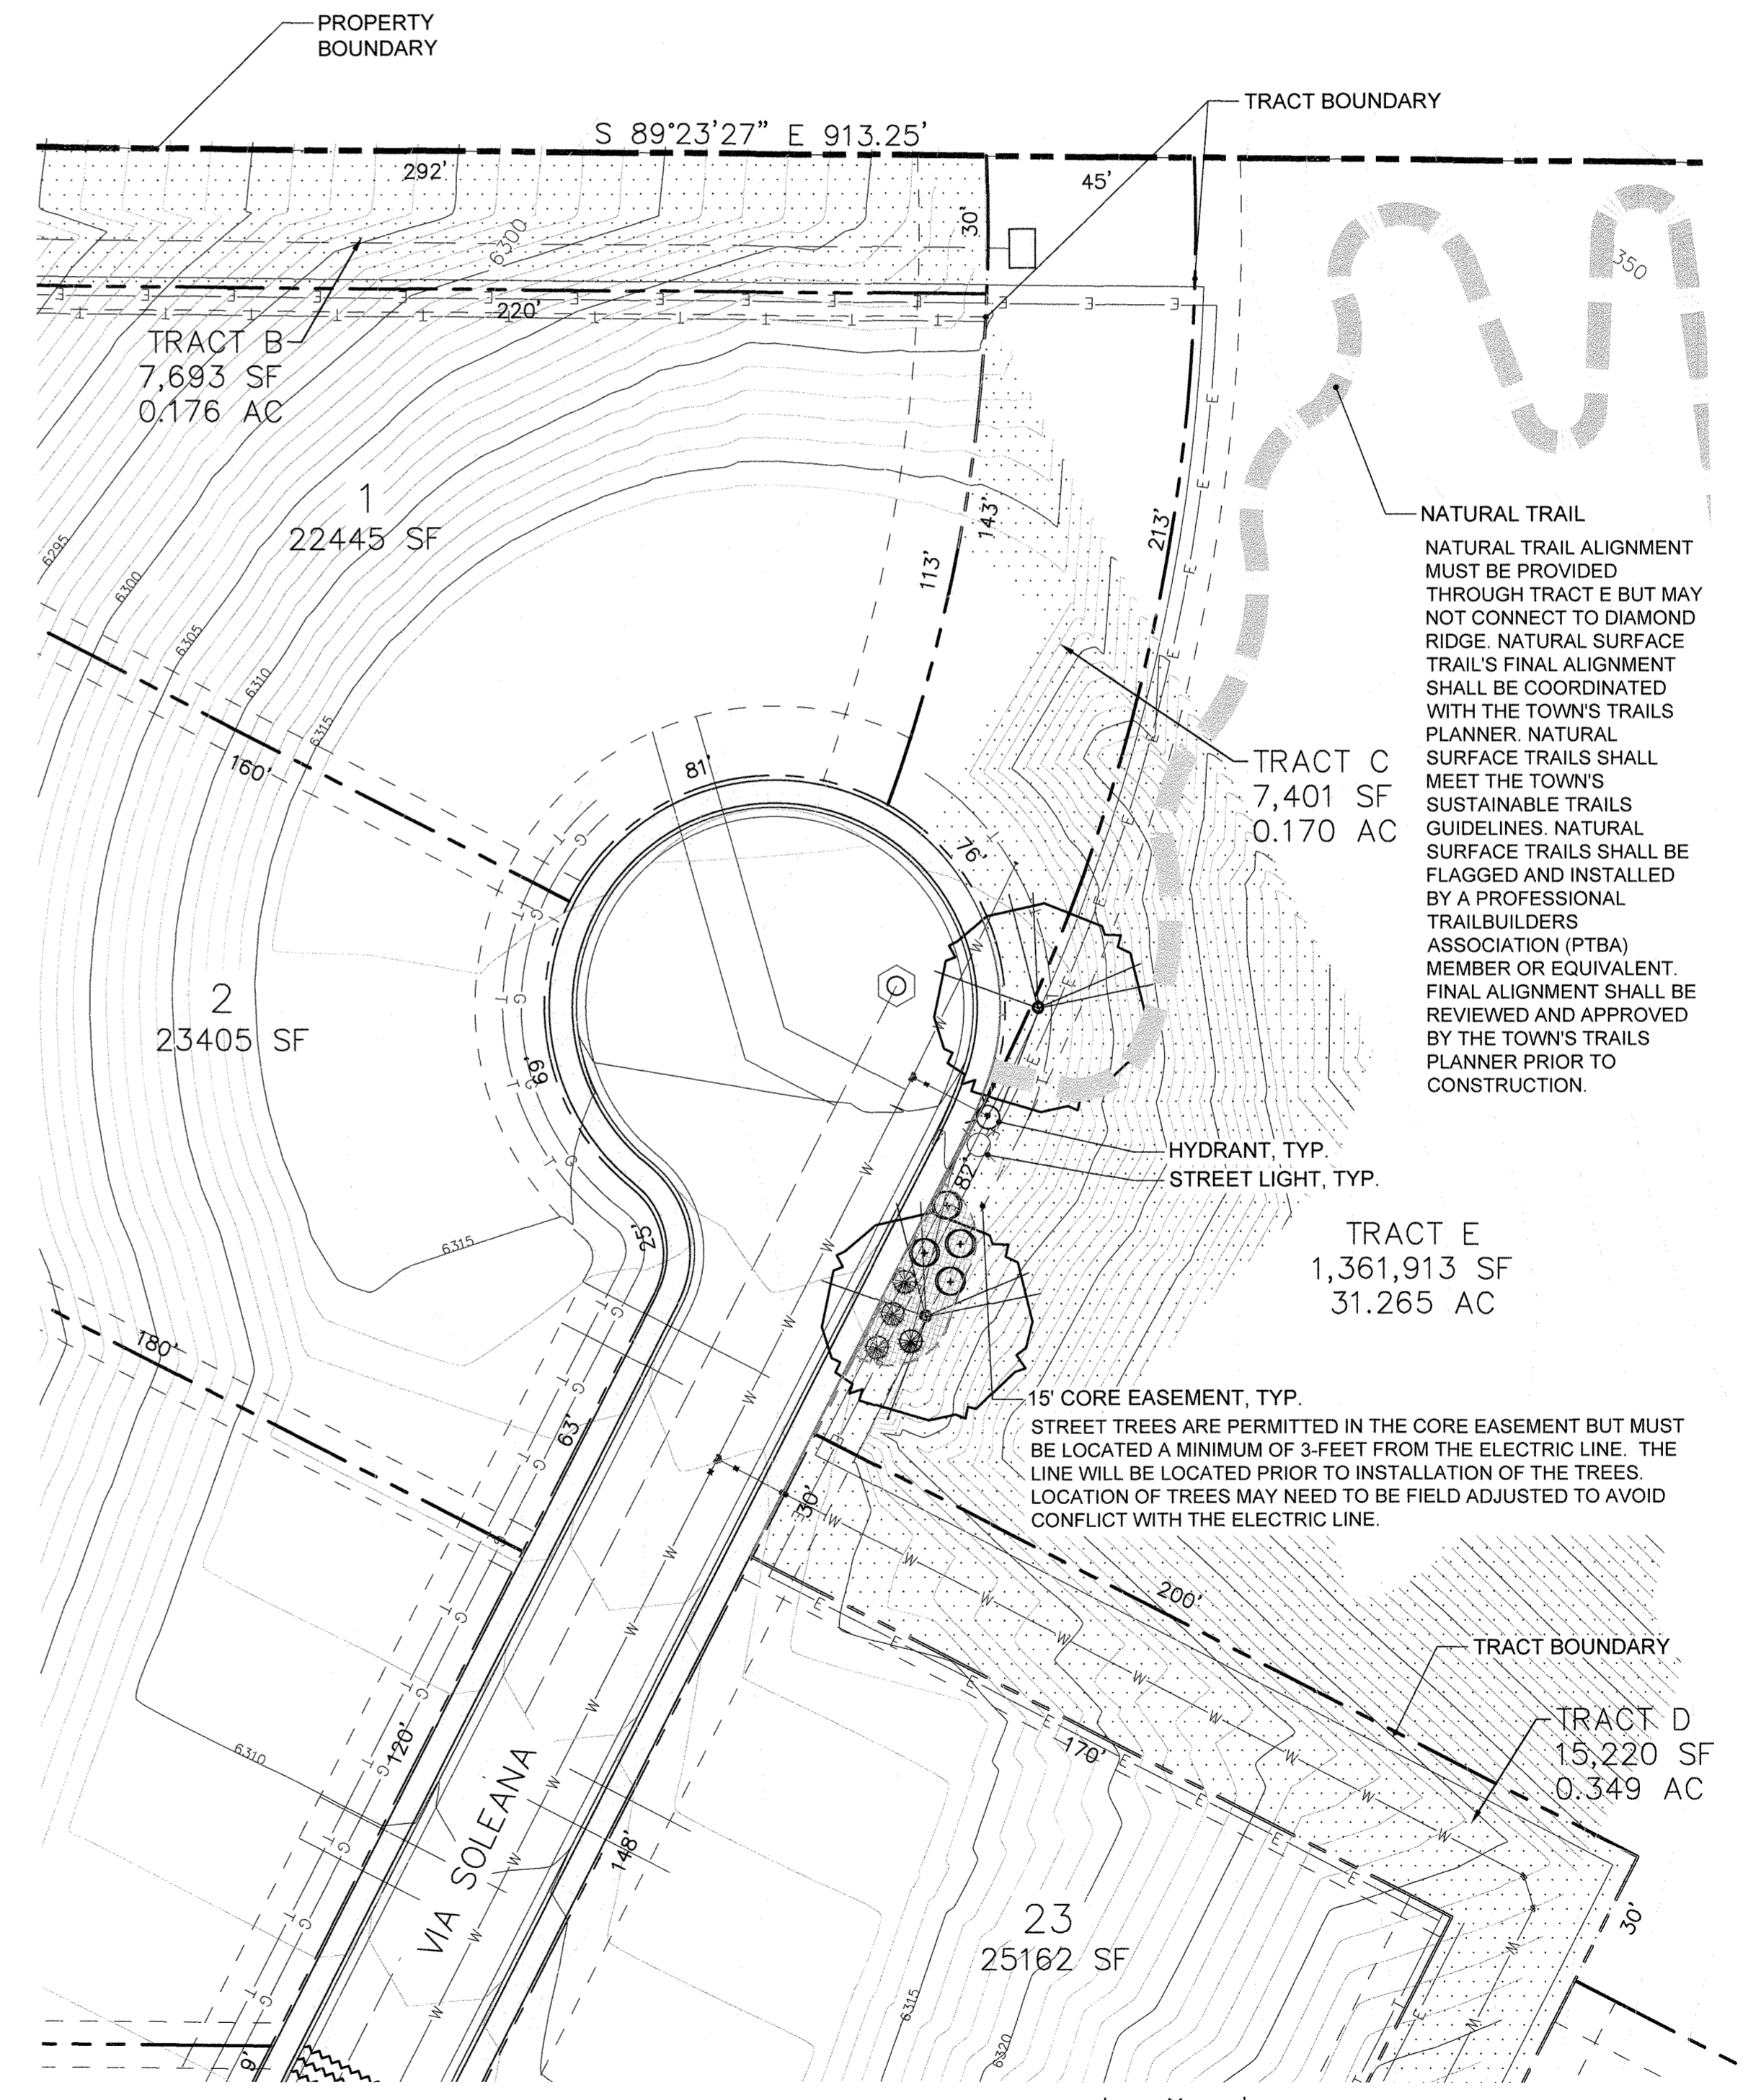 PROPERTY
BOUNDARY
TRACT BOUNDARY
S 89°23'27" E 913.25'
292'
45'
30'
6300
350
220'
TRACT B
7,693 SF
0.176 AC
1
22445 SF
143'
113'
213'
NATURAL TRAIL
NATURAL TRAIL ALIGNMENT
MUST BE PROVIDED
THROUGH TRACT E BUT MAY
NOT CONNECT TO DIAMOND
RIDGE. NATURAL SURFACE
TRAIL'S FINAL ALIGNMENT
SHALL BE COORDINATED
WITH THE TOWN'S TRAILS
PLANNER. NATURAL
SURFACE TRAILS SHALL
MEET THE TOWN'S
SUSTAINABLE TRAILS
GUIDELINES. NATURAL
SURFACE TRAILS SHALL BE
FLAGGED AND INSTALLED
BY A PROFESSIONAL
TRAILBUILDERS
ASSOCIATION (PTBA)
MEMBER OR EQUIVALENT.
FINAL ALIGNMENT SHALL BE
REVIEWED AND APPROVED
BY THE TOWN'S TRAILS
PLANNER PRIOR TO
CONSTRUCTION.
6295
6300
6305
6310
6315
160'
81'
76'
TRACT C
7,401 SF
0.170 AC
2
23405 SF
69'
HYDRANT, TYP.
STREET LIGHT, TYP.
82'
25'
6315
TRACT E
1,361,913 SF
31.265 AC
180'
63'
15' CORE EASEMENT, TYP.
STREET TREES ARE PERMITTED IN THE CORE EASEMENT BUT MUST
BE LOCATED A MINIMUM OF 3-FEET FROM THE ELECTRIC LINE. THE
LINE WILL BE LOCATED PRIOR TO INSTALLATION OF THE TREES.
LOCATION OF TREES MAY NEED TO BE FIELD ADJUSTED TO AVOID
CONFLICT WITH THE ELECTRIC LINE.
30'
200'
TRACT BOUNDARY
TRACT D
15,220 SF
0.349 AC
170'
120'
6310
VIA SOLEANA
148'
23
25162 SF
30'
6315
6320
9'